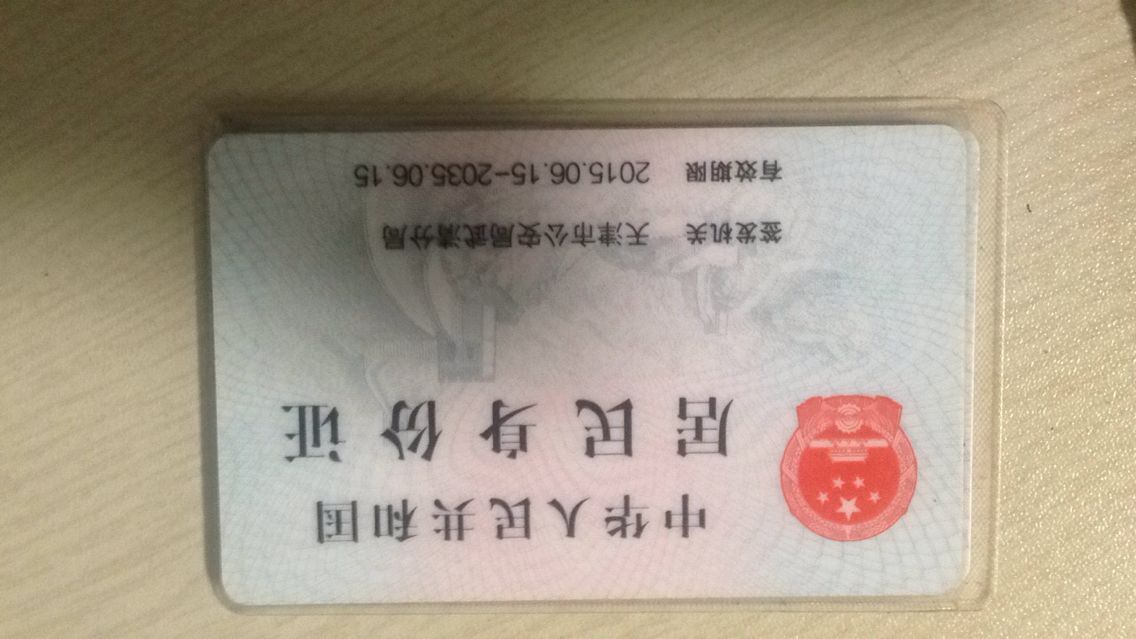 中华人民共和国
居民身份证
签发机关 天津市公安局武清分局
有效期限 2015.06.15-2035.06.15